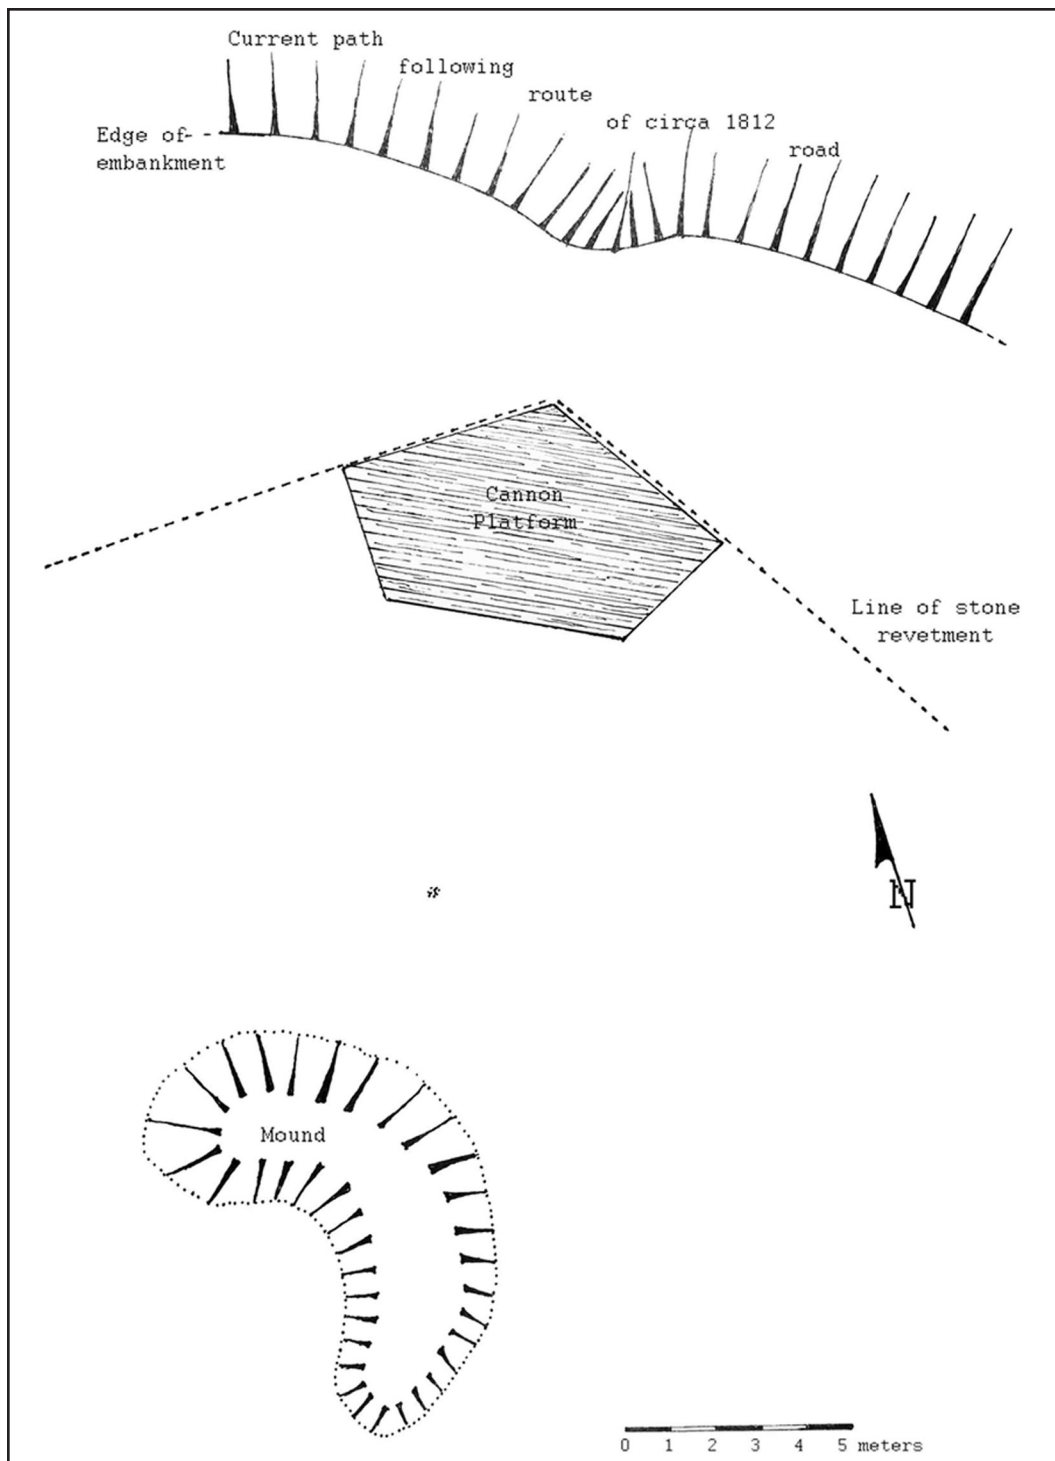 Current path
following
route
of circa 1812
road
Edge of
embankment
Cannon
Platform
Line of stone
revetment
N
Mound
0 1 2 3 4 5 meters